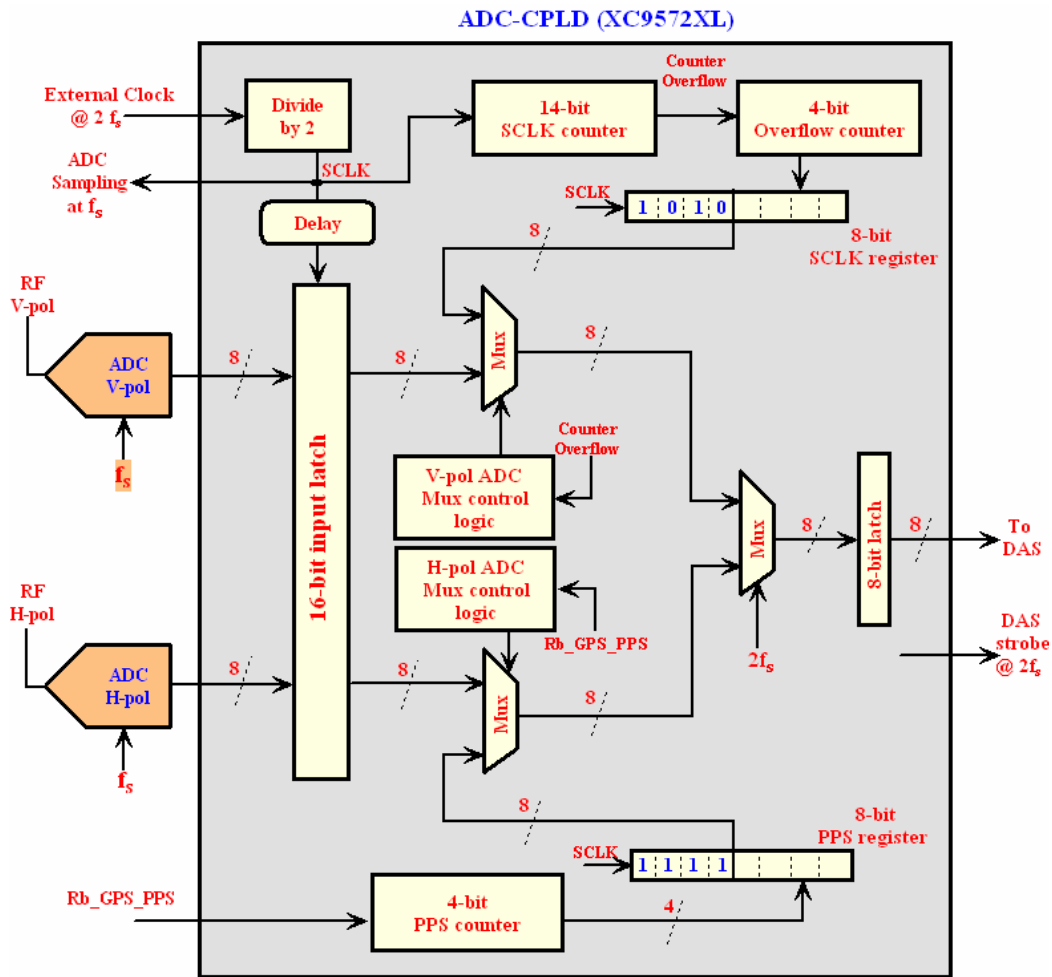 ADC-CPLD (XC9572XL)
External Clock
@ 2 fs
Divide
by 2
14-bit
SCLK counter
Counter
Overflow
4-bit
Overflow counter
ADC
Sampling
at fs
SCLK
SCLK
1 0 1 0
8-bit
SCLK register
Delay
8
RF
V-pol
ADC
V-pol
8
8
Mux
8
fs
16-bit input latch
Counter
Overflow
V-pol ADC
Mux control
logic
H-pol ADC
Mux control
logic
Rb_GPS_PPS
Mux
2fs
8
8-bit latch
8
To
DAS
DAS
strobe
@ 2fs
RF
H-pol
ADC
H-pol
8
8
Mux
8
fs
8
8-bit
PPS register
SCLK
1 1 1 1
Rb_GPS_PPS
4-bit
PPS counter
4